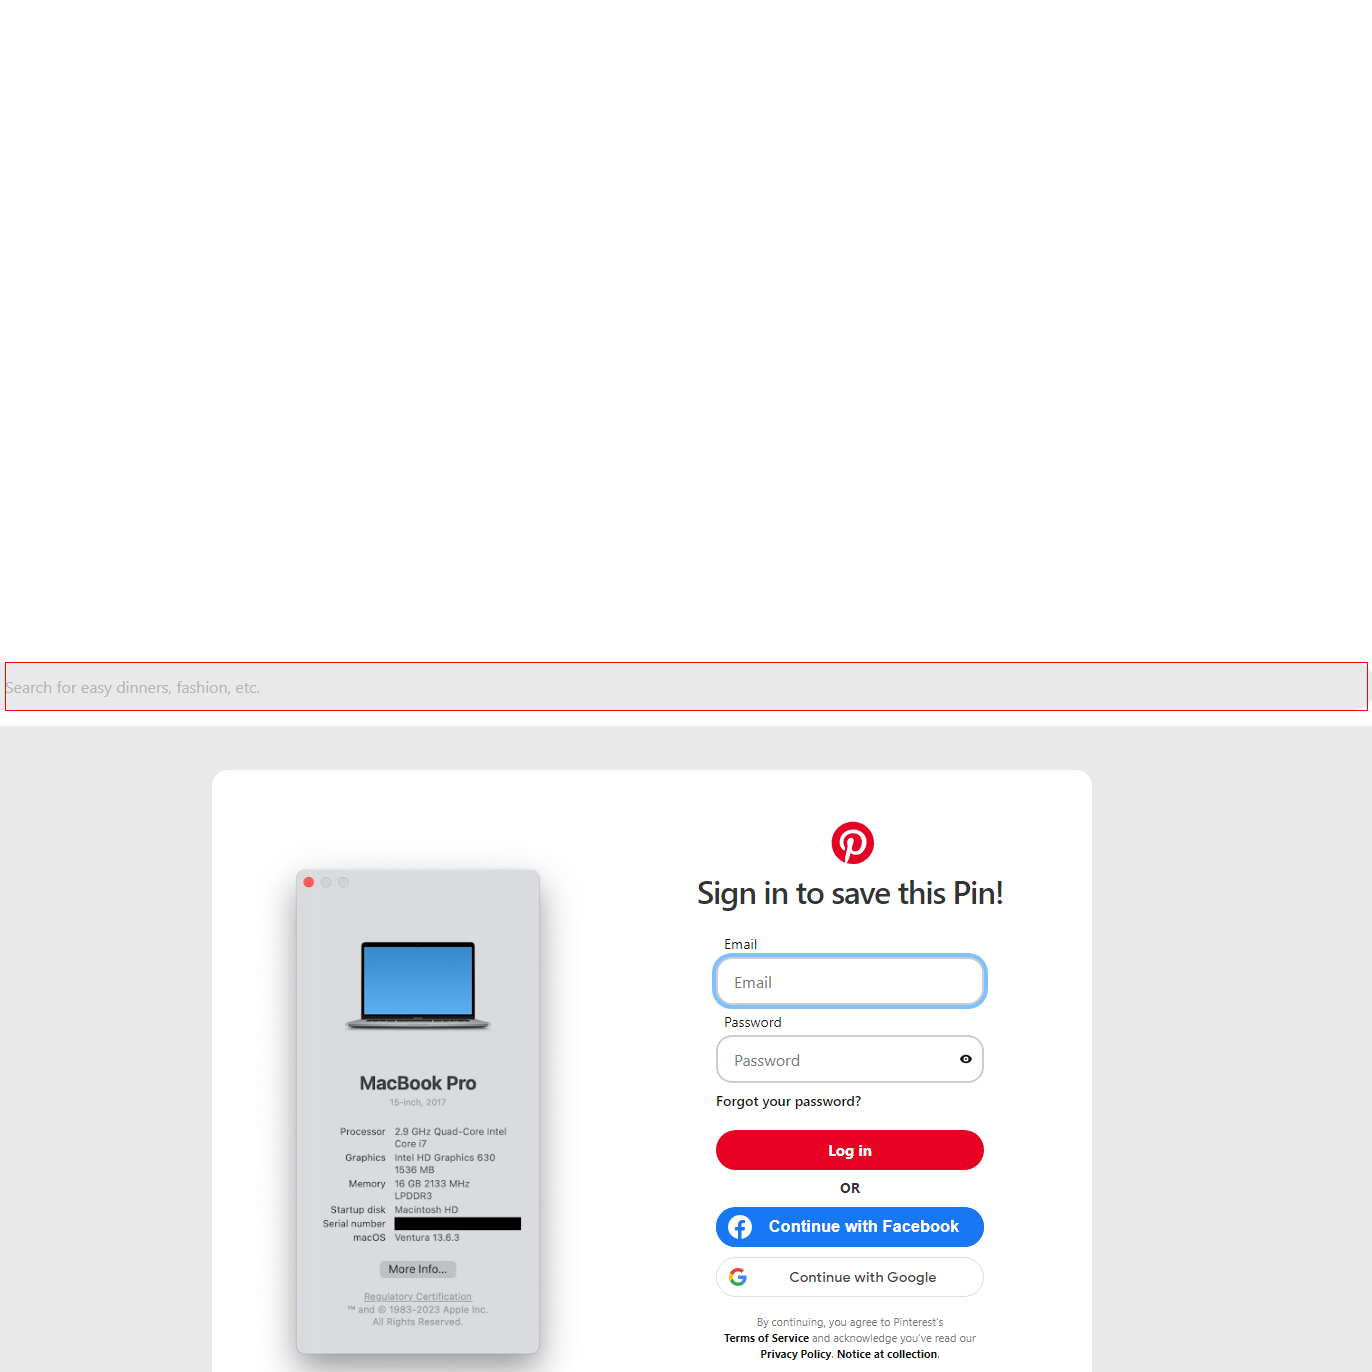 Search for easy dinners, fashion, etc.
MacBook Pro
15-inch, 2017
Processor 2.9 GHz Quad-Core Intel
Core i7
Graphics Intel HD Graphics 630
1536 MB
Memory 16 GB 2133 MHz
LPDDR3
Startup disk Macintosh HD
Serial number
macOS Ventura 13.6.3
More Info...
Regulatory Certification
™ and © 1983-2023 Apple Inc.
All Rights Reserved.
Sign in to save this Pin!
Email
Email
Password
Password
Forgot your password?
Log in
OR
Continue with Facebook
Continue with Google
By continuing, you agree to Pinterest's
Terms of Service and acknowledge you've read our
Privacy Policy. Notice at collection.